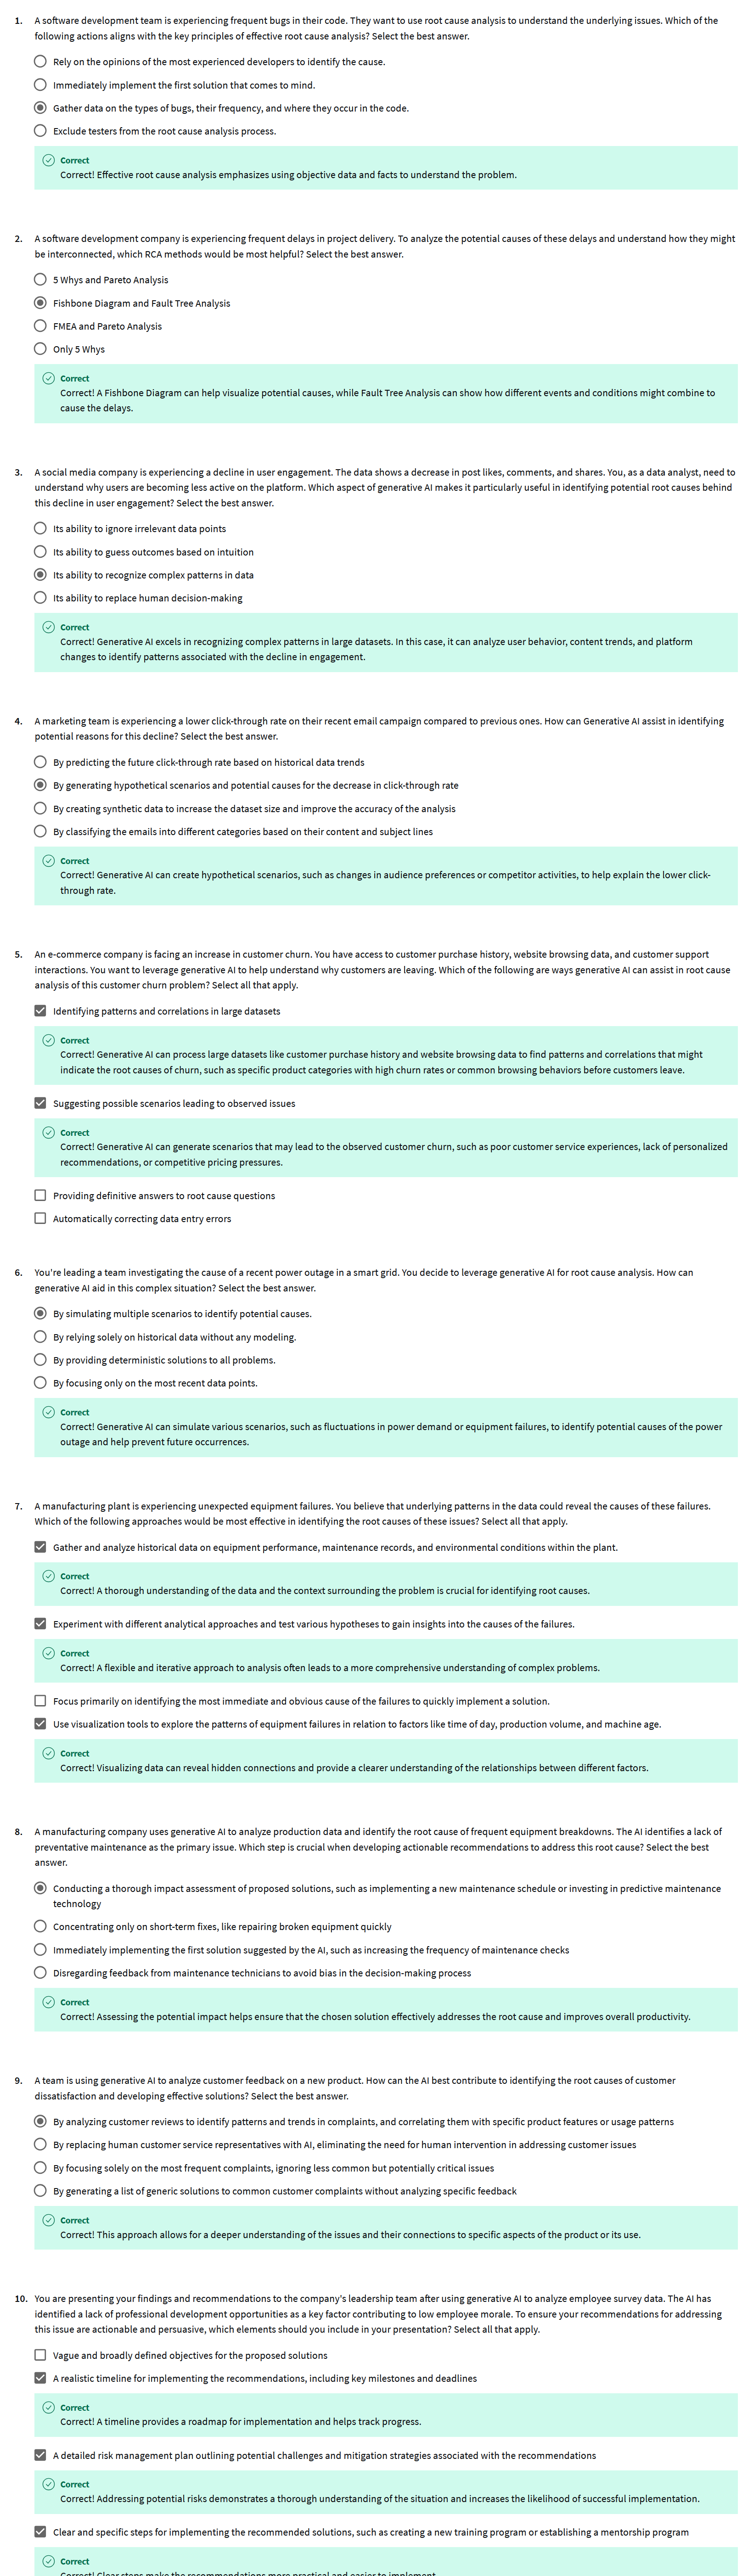 1. A software development team is experiencing frequent bugs in their code. They want to use root cause analysis to understand the underlying issues. Which of the
following actions aligns with the key principles of effective root cause analysis? Select the best answer.
Rely on the opinions of the most experienced developers to identify the cause.
Immediately implement the first solution that comes to mind.
Gather data on the types of bugs, their frequency, and where they occur in the code.
Exclude testers from the root cause analysis process.
Correct
Correct! Effective root cause analysis emphasizes using objective data and facts to understand the problem.
2. A software development company is experiencing frequent delays in project delivery. To analyze the potential causes of these delays and understand how they might
be interconnected, which RCA methods would be most helpful? Select the best answer.
5 Whys and Pareto Analysis
Fishbone Diagram and Fault Tree Analysis
FMEA and Pareto Analysis
Only 5 Whys
Correct
Correct! A Fishbone Diagram can help visualize potential causes, while Fault Tree Analysis can show how different events and conditions might combine to
cause the delays.
3. A social media company is experiencing a decline in user engagement. The data shows a decrease in post likes, comments, and shares. You, as a data analyst, need to
understand why users are becoming less active on the platform. Which aspect of generative AI makes it particularly useful in identifying potential root causes behind
this decline in user engagement? Select the best answer.
Its ability to ignore irrelevant data points
Its ability to guess outcomes based on intuition
Its ability to recognize complex patterns in data
Its ability to replace human decision-making
Correct
Correct! Generative AI excels in recognizing complex patterns in large datasets. In this case, it can analyze user behavior, content trends, and platform
changes to identify patterns associated with the decline in engagement.
4. A marketing team is experiencing a lower click-through rate on their recent email campaign compared to previous ones. How can Generative AI assist in identifying
potential reasons for this decline? Select the best answer.
By predicting the future click-through rate based on historical data trends
By generating hypothetical scenarios and potential causes for the decrease in click-through rate
By creating synthetic data to increase the dataset size and improve the accuracy of the analysis
By classifying the emails into different categories based on their content and subject lines
Correct
Correct! Generative AI can create hypothetical scenarios, such as changes in audience preferences or competitor activities, to help explain the lower click-
through rate.
5. An e-commerce company is facing an increase in customer churn. You have access to customer purchase history, website browsing data, and customer support
interactions. You want to leverage generative AI to help understand why customers are leaving. Which of the following are ways generative AI can assist in root cause
analysis of this customer churn problem? Select all that apply.
Identifying patterns and correlations in large datasets
Correct
Correct! Generative AI can process large datasets like customer purchase history and website browsing data to find patterns and correlations that might
indicate the root causes of churn, such as specific product categories with high churn rates or common browsing behaviors before customers leave.
Suggesting possible scenarios leading to observed issues
Correct
Correct! Generative AI can generate scenarios that may lead to the observed customer churn, such as poor customer service experiences, lack of personalized
recommendations, or competitive pricing pressures.
Providing definitive answers to root cause questions
Automatically correcting data entry errors
6. You're leading a team investigating the cause of a recent power outage in a smart grid. You decide to leverage generative AI for root cause analysis. How can
generative AI aid in this complex situation? Select the best answer.
By simulating multiple scenarios to identify potential causes.
By relying solely on historical data without any modeling.
By providing deterministic solutions to all problems.
By focusing only on the most recent data points.
Correct
Correct! Generative AI can simulate various scenarios, such as fluctuations in power demand or equipment failures, to identify potential causes of the power
outage and help prevent future occurrences.
7. A manufacturing plant is experiencing unexpected equipment failures. You believe that underlying patterns in the data could reveal the causes of these failures.
Which of the following approaches would be most effective in identifying the root causes of these issues? Select all that apply.
Gather and analyze historical data on equipment performance, maintenance records, and environmental conditions within the plant.
Correct
Correct! A thorough understanding of the data and the context surrounding the problem is crucial for identifying root causes.
Experiment with different analytical approaches and test various hypotheses to gain insights into the causes of the failures.
Correct
Correct! A flexible and iterative approach to analysis often leads to a more comprehensive understanding of complex problems.
Focus primarily on identifying the most immediate and obvious cause of the failures to quickly implement a solution.
Use visualization tools to explore the patterns of equipment failures in relation to factors like time of day, production volume, and machine age.
Correct
Correct! Visualizing data can reveal hidden connections and provide a clearer understanding of the relationships between different factors.
8. A manufacturing company uses generative AI to analyze production data and identify the root cause of frequent equipment breakdowns. The AI identifies a lack of
preventative maintenance as the primary issue. Which step is crucial when developing actionable recommendations to address this root cause? Select the best
answer.
Conducting a thorough impact assessment of proposed solutions, such as implementing a new maintenance schedule or investing in predictive maintenance
technology
Concentrating only on short-term fixes, like repairing broken equipment quickly
Immediately implementing the first solution suggested by the AI, such as increasing the frequency of maintenance checks
Disregarding feedback from maintenance technicians to avoid bias in the decision-making process
Correct
Correct! Assessing the potential impact helps ensure that the chosen solution effectively addresses the root cause and improves overall productivity.
9. A team is using generative AI to analyze customer feedback on a new product. How can the AI best contribute to identifying the root causes of customer
dissatisfaction and developing effective solutions? Select the best answer.
By analyzing customer reviews to identify patterns and trends in complaints, and correlating them with specific product features or usage patterns
By replacing human customer service representatives with AI, eliminating the need for human intervention in addressing customer issues
By focusing solely on the most frequent complaints, ignoring less common but potentially critical issues
By generating a list of generic solutions to common customer complaints without analyzing specific feedback
Correct
Correct! This approach allows for a deeper understanding of the issues and their connections to specific aspects of the product or its use.
10. You are presenting your findings and recommendations to the company's leadership team after using generative AI to analyze employee survey data. The AI has
identified a lack of professional development opportunities as a key factor contributing to low employee morale. To ensure your recommendations for addressing
this issue are actionable and persuasive, which elements should you include in your presentation? Select all that apply.
Vague and broadly defined objectives for the proposed solutions
A realistic timeline for implementing the recommendations, including key milestones and deadlines
Correct
Correct! A timeline provides a roadmap for implementation and helps track progress.
A detailed risk management plan outlining potential challenges and mitigation strategies associated with the recommendations
Correct
Correct! Addressing potential risks demonstrates a thorough understanding of the situation and increases the likelihood of successful implementation.
Clear and specific steps for implementing the recommended solutions, such as creating a new training program or establishing a mentorship program
Correct
Correct! Clear steps make the recommendations more practical and easier to implement.